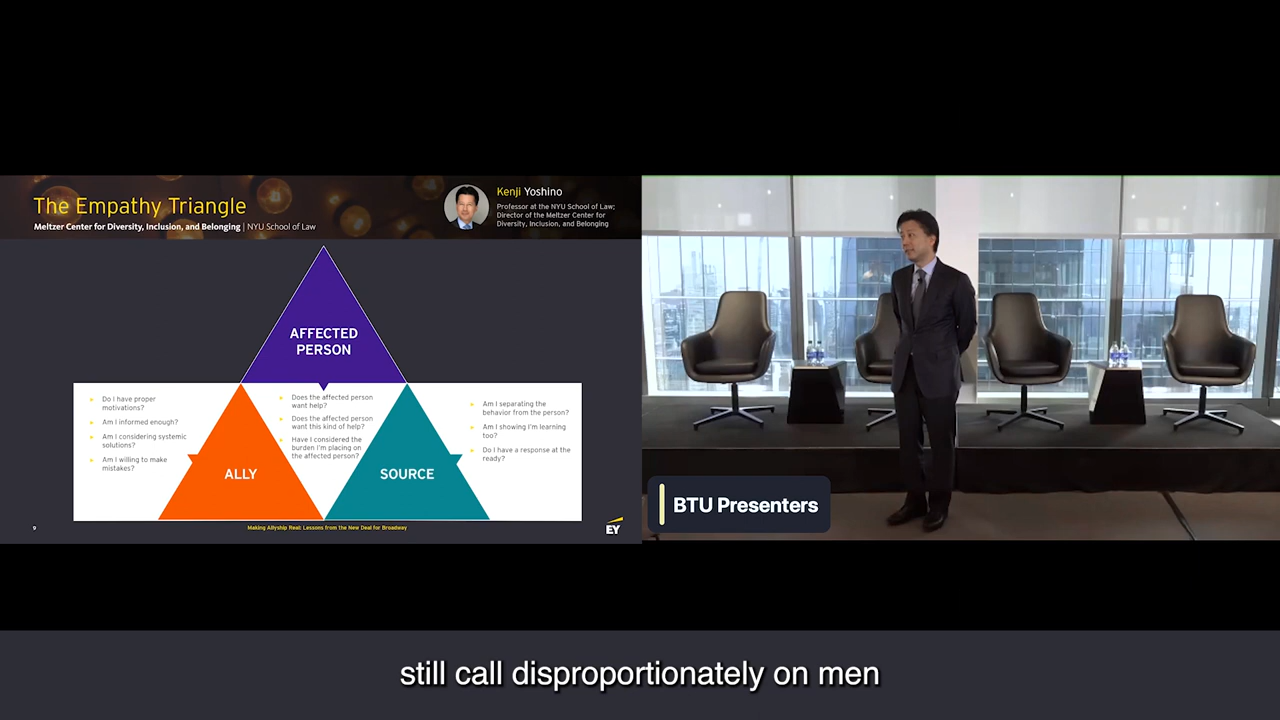 The Empathy Triangle
Meltzer Center for Diversity, Inclusion, and Belonging | NYU School of Law
Kenji Yoshino
Professor at the NYU School of Law;
Director of the Meltzer Center for
Diversity, Inclusion, and Belonging
AFFECTED
PERSON
Do I have proper
motivations?
Am I informed enough?
Am I considering systemic
solutions?
Am I willing to make
mistakes?
ALLY
Does the affected person
want help?
Does the affected person
want this kind of help?
Have I considered the
burden I'm placing on
the affected person?
SOURCE
Am I separating the
behavior from the person?
Am I showing I'm learning
too?
Do I have a response at the
ready?
9
Making Allyship Real: Lessons from the New Deal for Broadway
EY
BTU Presenters
still call disproportionately on men